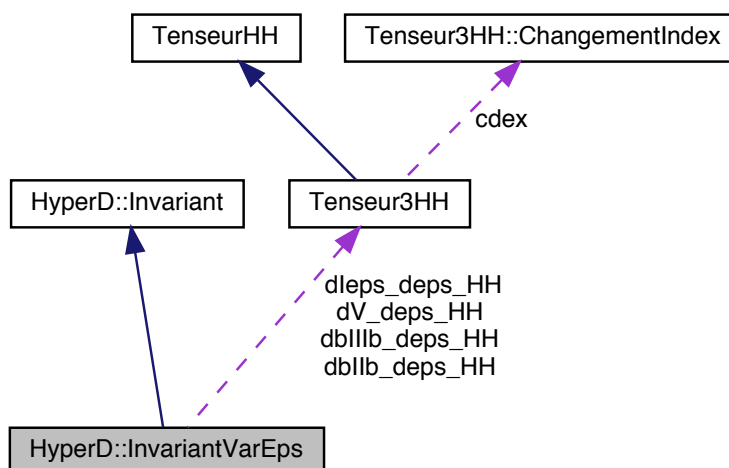 TenseurHH
Tenseur3HH::ChangementIndex
cdex
HyperD::Invariant
Tenseur3HH
dIeps_deps_HH
dV_deps_HH
dbIIIb_deps_HH
dbIIb_deps_HH
HyperD::InvariantVarEps